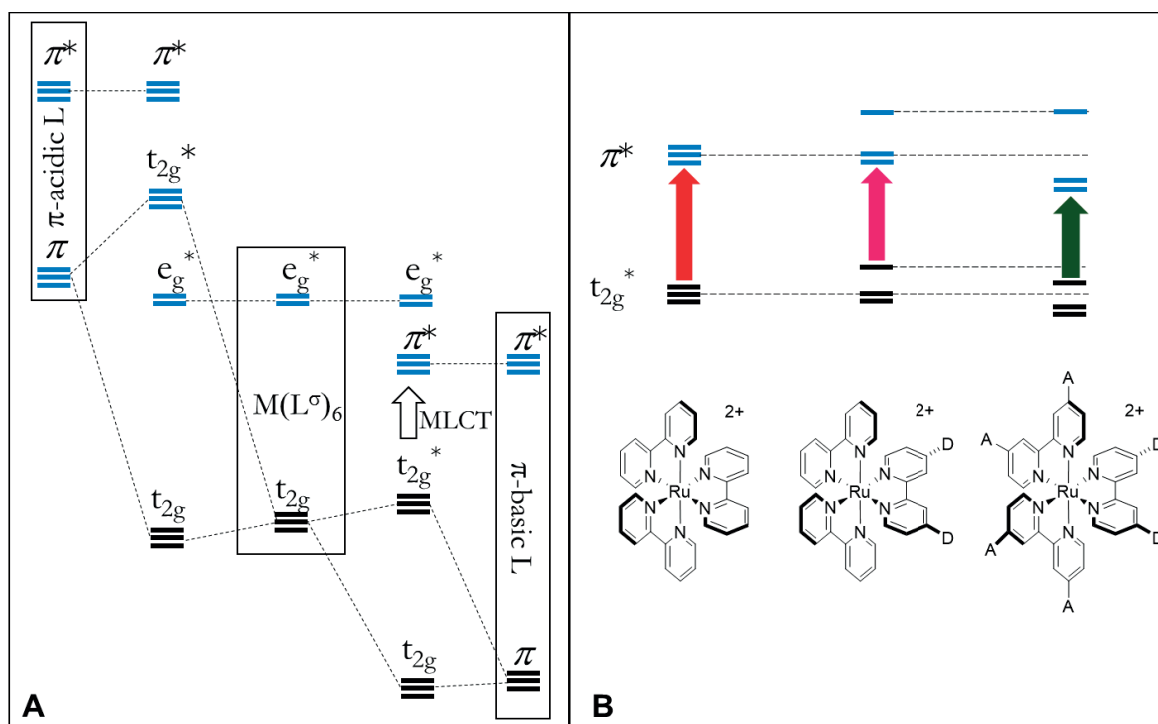 π* π*
π-acidic L
t₂g*
π
eg* eg* eg*
π* π*
M(Lσ)₆
MLCT
t₂g*
t₂g t₂g
π-basic L
t₂g π
A
π*
t₂g*
2+ 2+ 2+
A
A
N N N N N N Ru
N N N N N N Ru D D
N N N N N N Ru D D
A
A
B